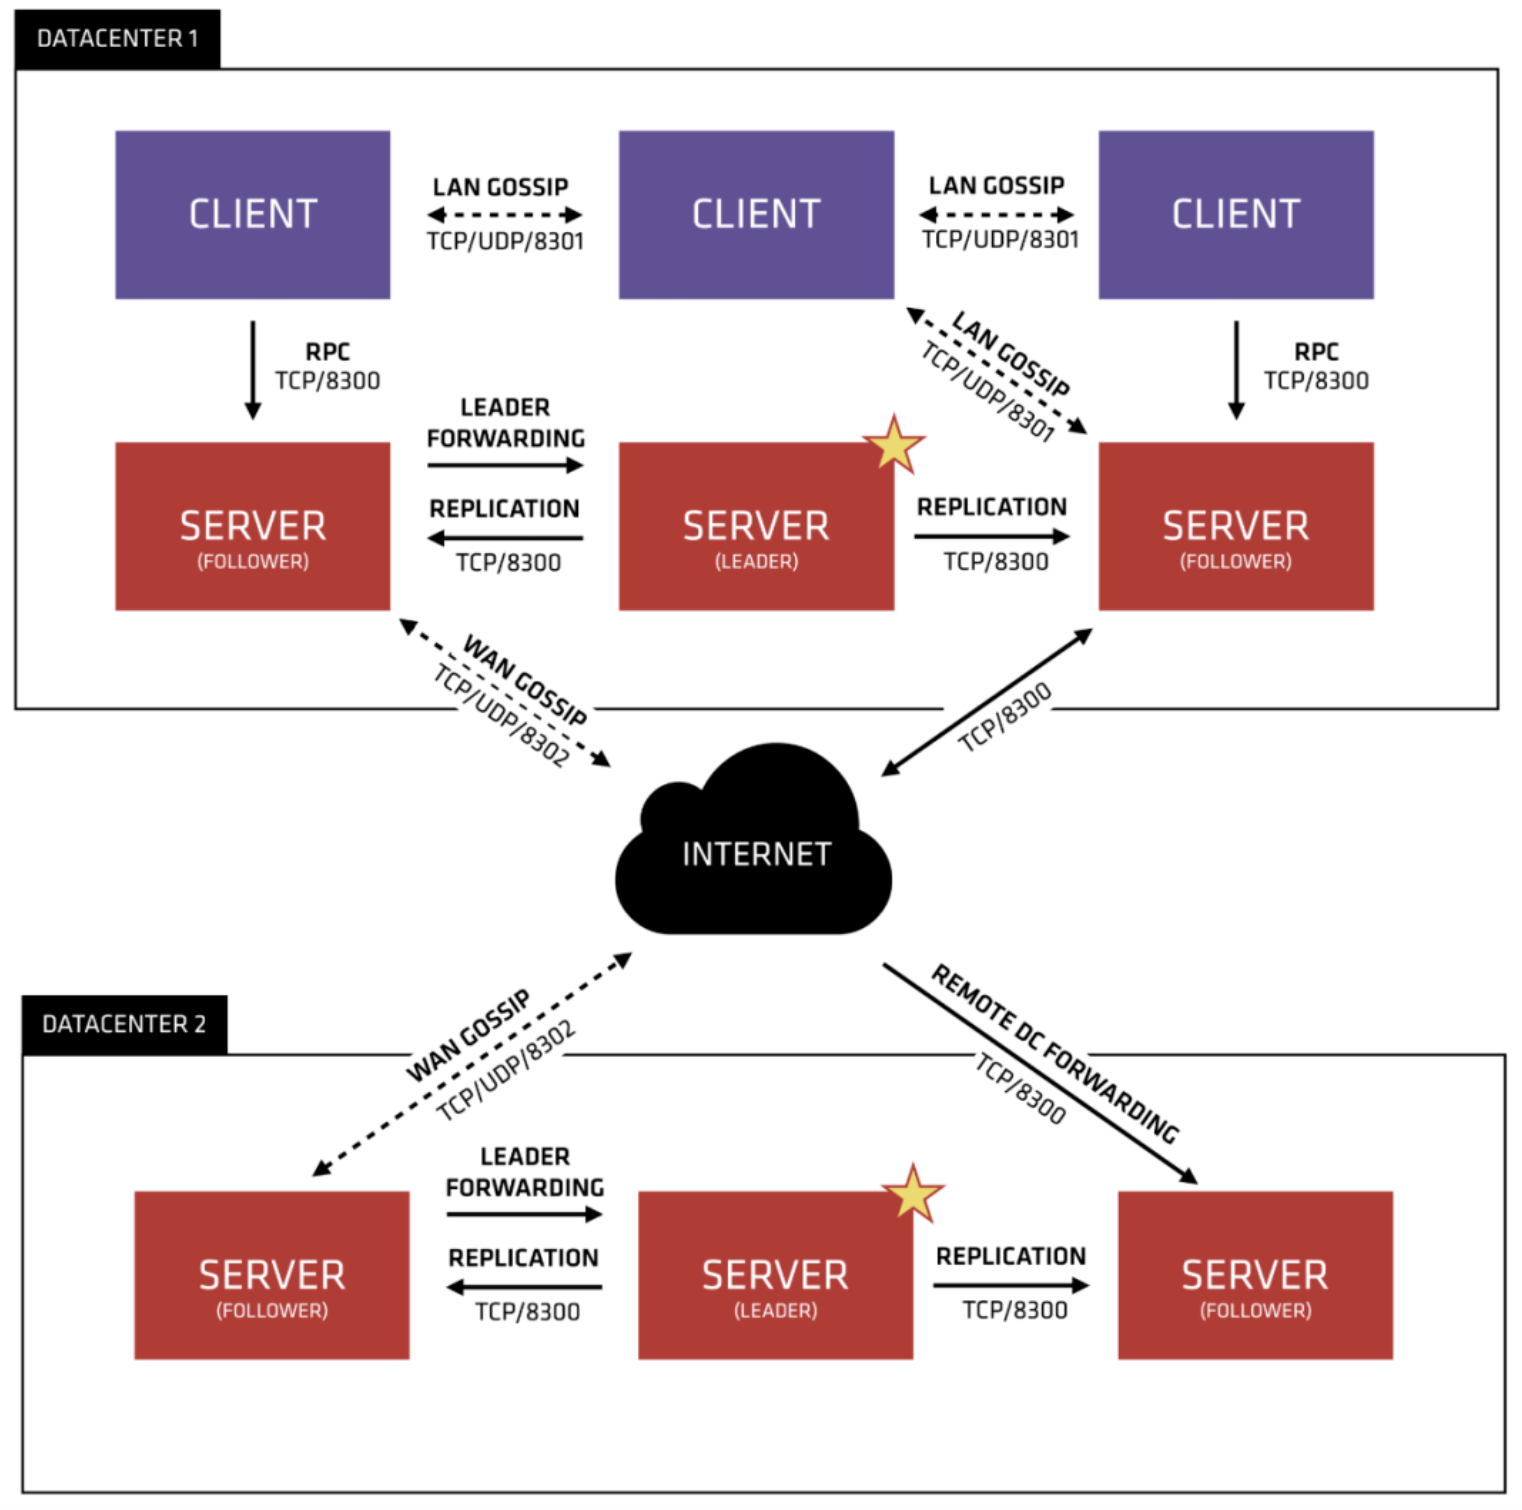 DATACENTER 1
CLIENT
LAN GOSSIP
TCP/UDP/8301
CLIENT
LAN GOSSIP
TCP/UDP/8301
CLIENT
RPC
TCP/8300
LAN GOSSIP
TCP/UDP/8301
RPC
TCP/8300
SERVER
(FOLLOWER)
LEADER
FORWARDING
REPLICATION
TCP/8300
SERVER
(LEADER)
REPLICATION
TCP/8300
SERVER
(FOLLOWER)
WAN GOSSIP
TCP/UDP/8302
TCP/8300
INTERNET
DATACENTER 2
WAN GOSSIP
TCP/UDP/8302
REMOTE DC FORWARDING
TCP/8300
SERVER
(FOLLOWER)
LEADER
FORWARDING
REPLICATION
TCP/8300
SERVER
(LEADER)
REPLICATION
TCP/8300
SERVER
(FOLLOWER)